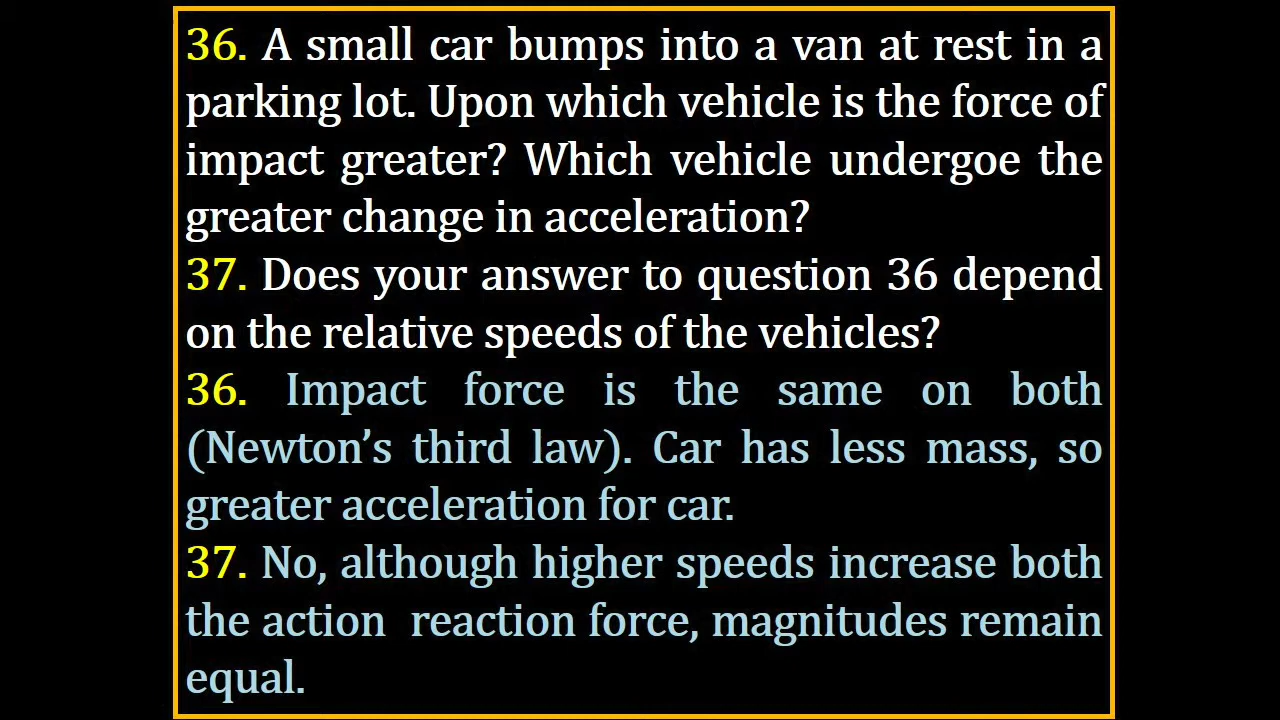 36. A small car bumps into a van at rest in a
parking lot. Upon which vehicle is the force of
impact greater? Which vehicle undergoe the
greater change in acceleration?
37. Does your answer to question 36 depend
on the relative speeds of the vehicles?
36. Impact force is the same on both
(Newton’s third law). Car has less mass, so
greater acceleration for car.
37. No, although higher speeds increase both
the action  reaction force, magnitudes remain
equal.